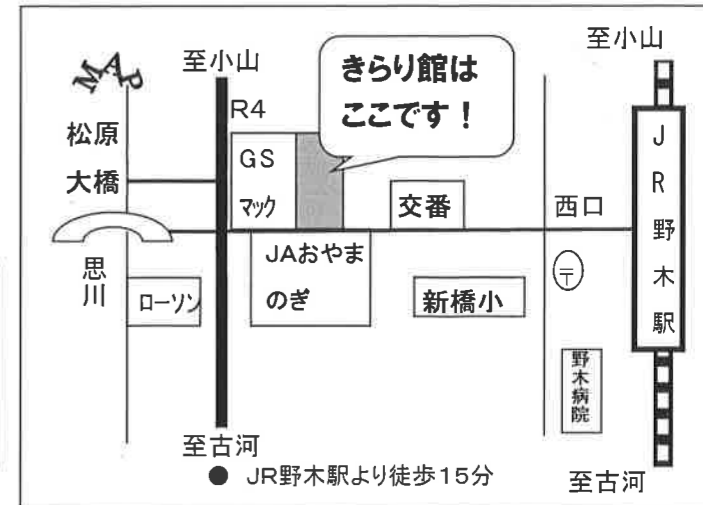 MAP
至小山
至小山
きらり館は
ここです！
R4
松原
大橋
GS
マック
交番
西口
JR野木駅
思川
ローソン
JAおやま
のぎ
新橋小
〒
野木病院
至古河
● JR野木駅より徒歩15分
至古河